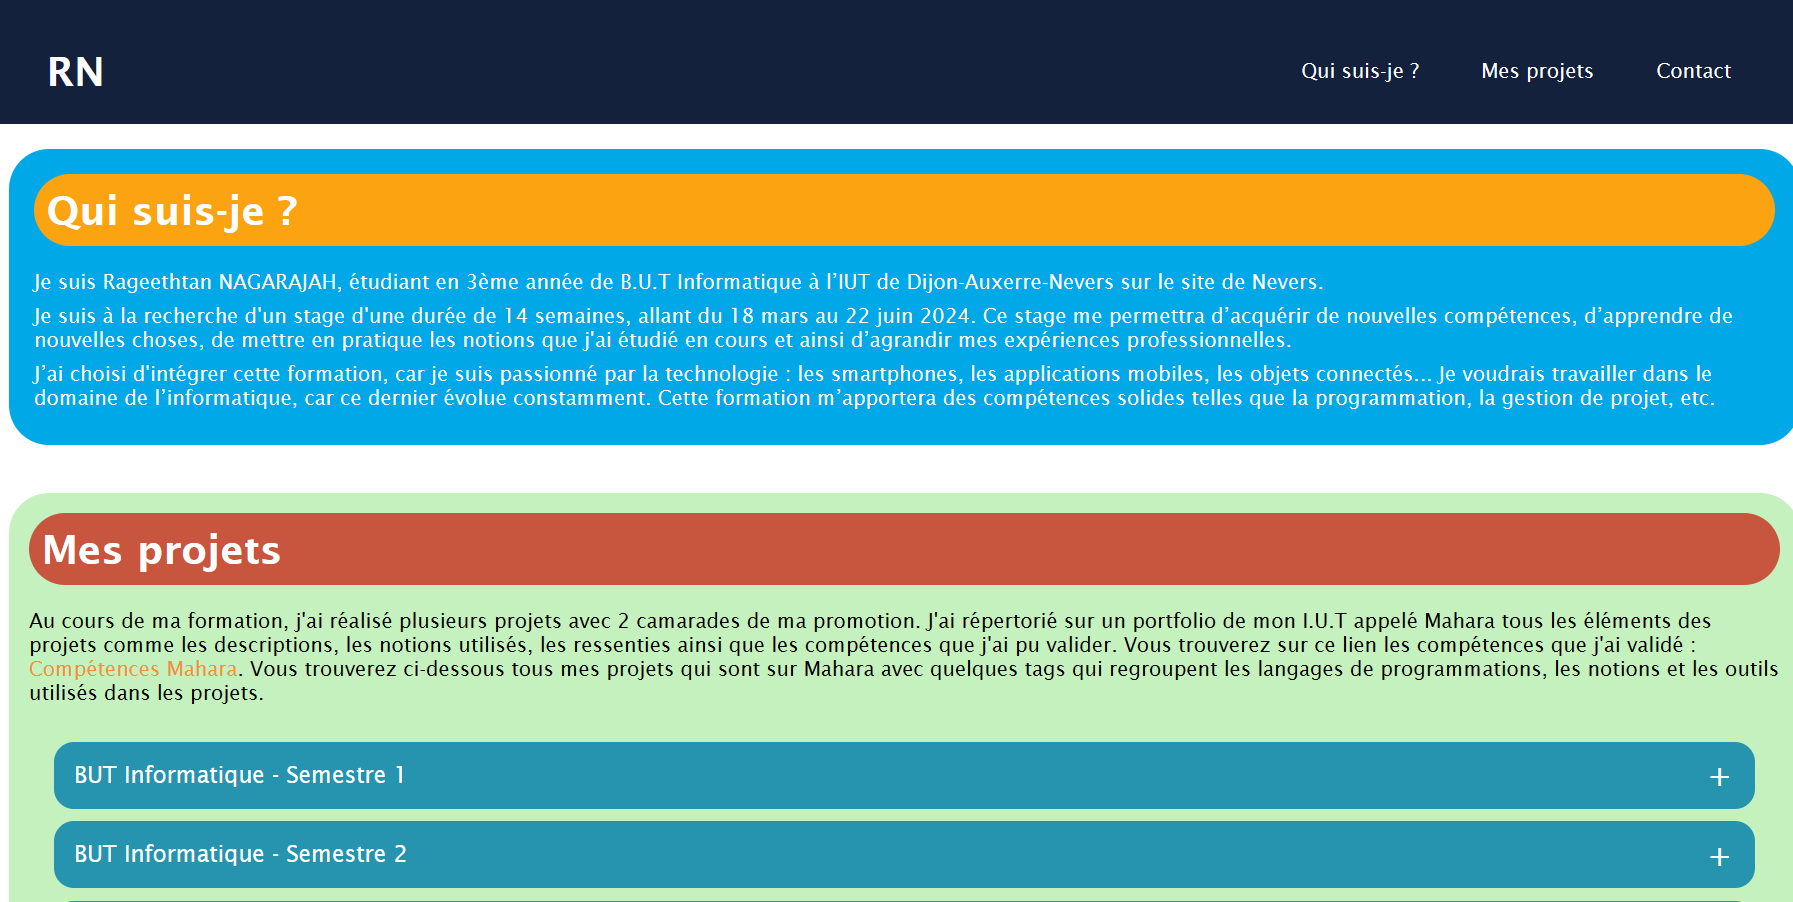 RN
Qui suis-je ?
Mes projets
Contact
Qui suis-je ?
Je suis Rageethtan NAGARAJAH, étudiant en 3ème année de B.U.T Informatique à l’IUT de Dijon-Auxerre-Nevers sur le site de Nevers.
Je suis à la recherche d'un stage d'une durée de 14 semaines, allant du 18 mars au 22 juin 2024. Ce stage me permettra d’acquérir de nouvelles compétences, d’apprendre de
nouvelles choses, de mettre en pratique les notions que j'ai étudié en cours et ainsi d’agrandir mes expériences professionnelles.
J’ai choisi d'intégrer cette formation, car je suis passionné par la technologie : les smartphones, les applications mobiles, les objets connectés... Je voudrais travailler dans le
domaine de l’informatique, car ce dernier évolue constamment. Cette formation m’apportera des compétences solides telles que la programmation, la gestion de projet, etc.
Mes projets
Au cours de ma formation, j'ai réalisé plusieurs projets avec 2 camarades de ma promotion. J'ai répertorié sur un portfolio de mon I.U.T appelé Mahara tous les éléments des
projets comme les descriptions, les notions utilisés, les ressenties ainsi que les compétences que j'ai pu valider. Vous trouverez sur ce lien les compétences que j'ai validé :
Compétences Mahara. Vous trouverez ci-dessous tous mes projets qui sont sur Mahara avec quelques tags qui regroupent les langages de programmations, les notions et les outils
utilisés dans les projets.
BUT Informatique - Semestre 1 +
BUT Informatique - Semestre 2 +